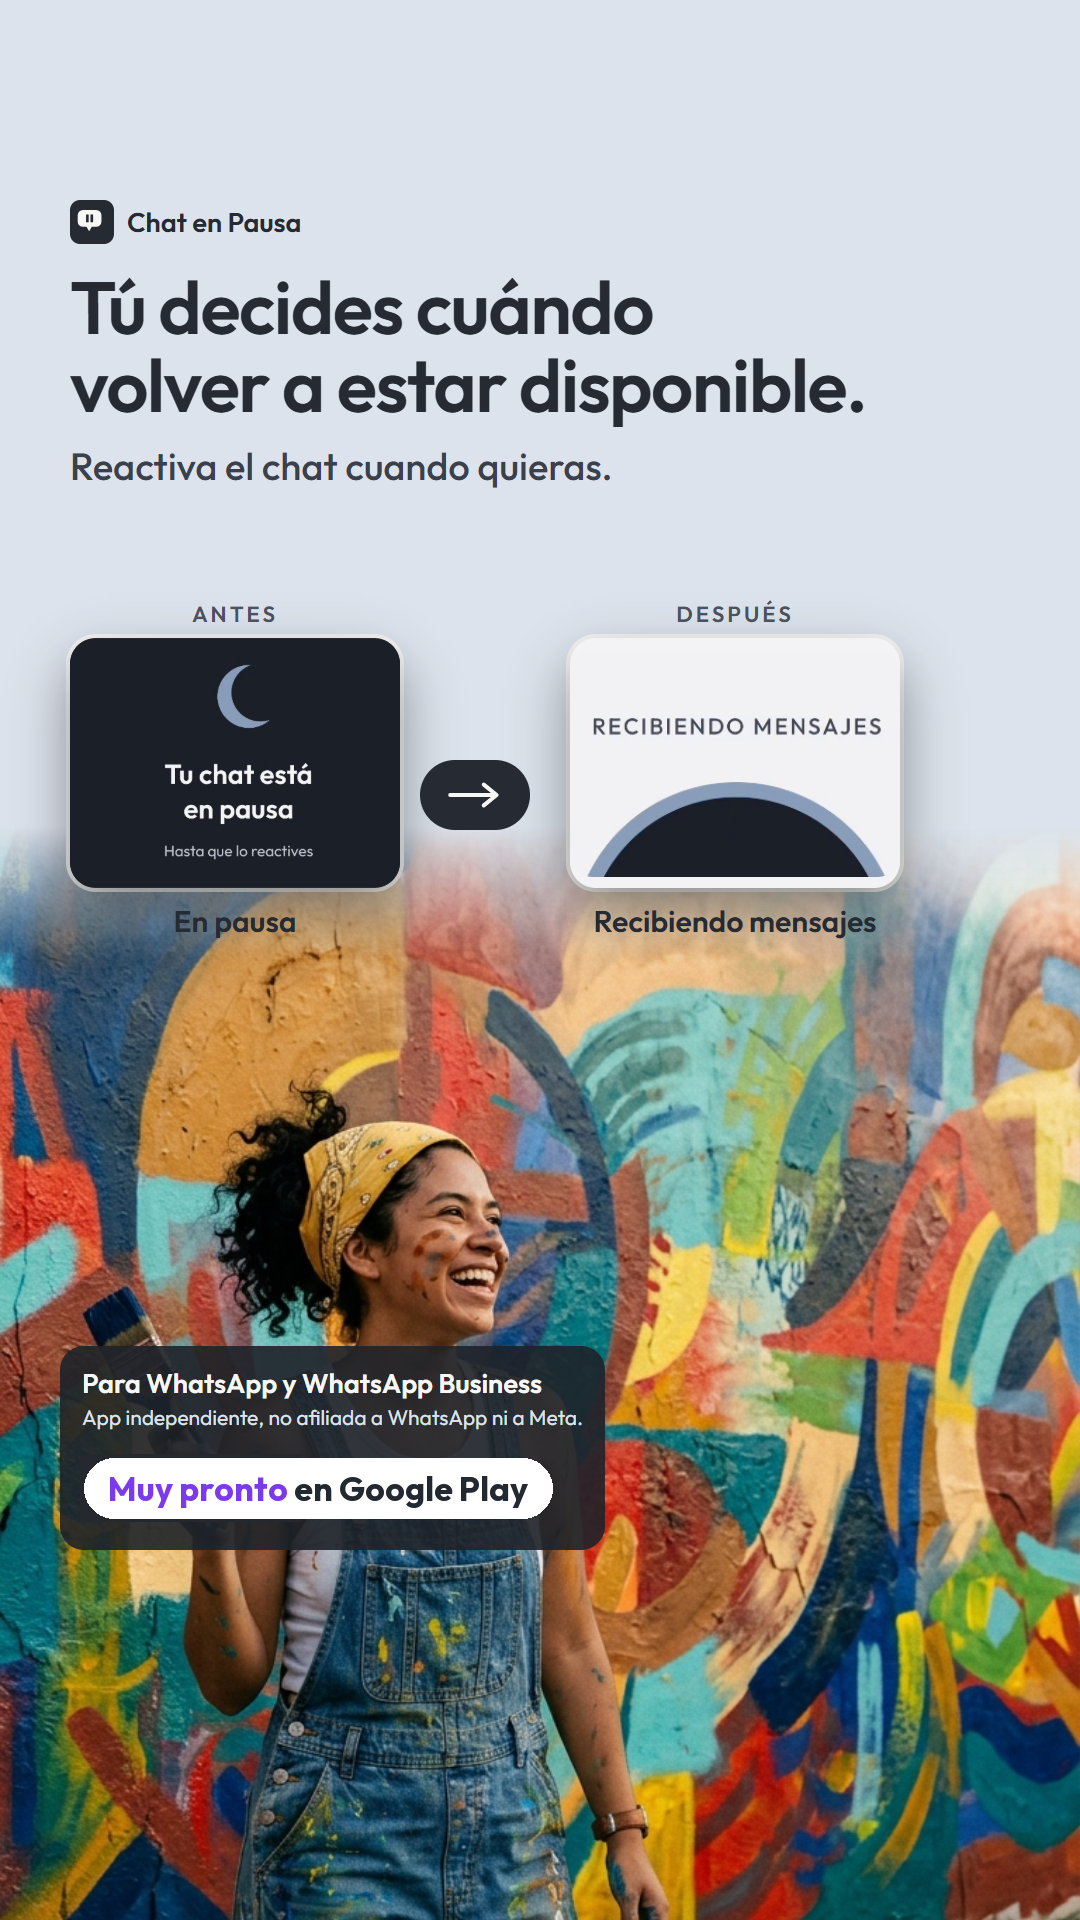 Chat en Pausa
Tú decides cuándo
volver a estar disponible.
Reactiva el chat cuando quieras.
ANTES
Tu chat está
en pausa
Hasta que lo reactives
En pausa
DESPUÉS
RECIBIENDO MENSAJES
Recibiendo mensajes
Para WhatsApp y WhatsApp Business
App independiente, no afiliada a WhatsApp ni a Meta.
Muy pronto en Google Play